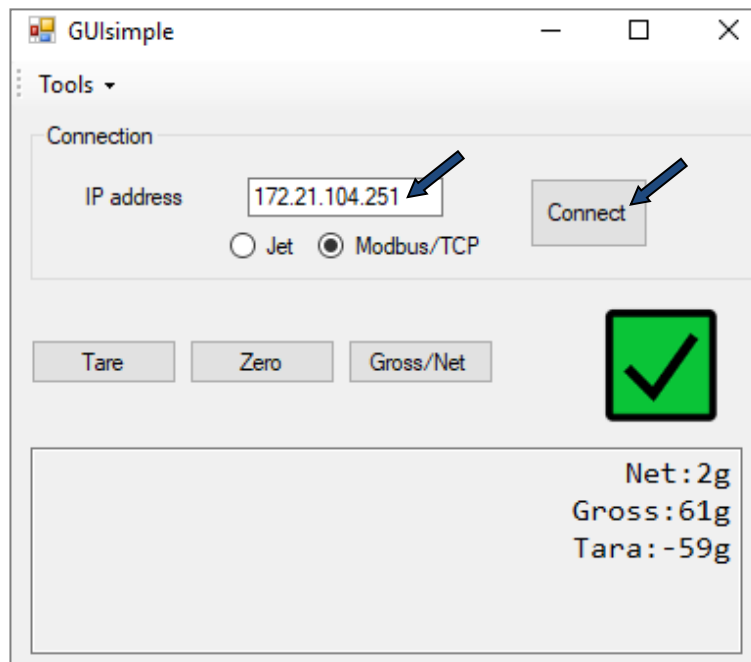 GUIsimple
Tools
Connection
IP address 172.21.104.251
Connect
Jet Modbus/TCP
Tare Zero Gross/Net
Net:2g
Gross:61g
Tara:-59g